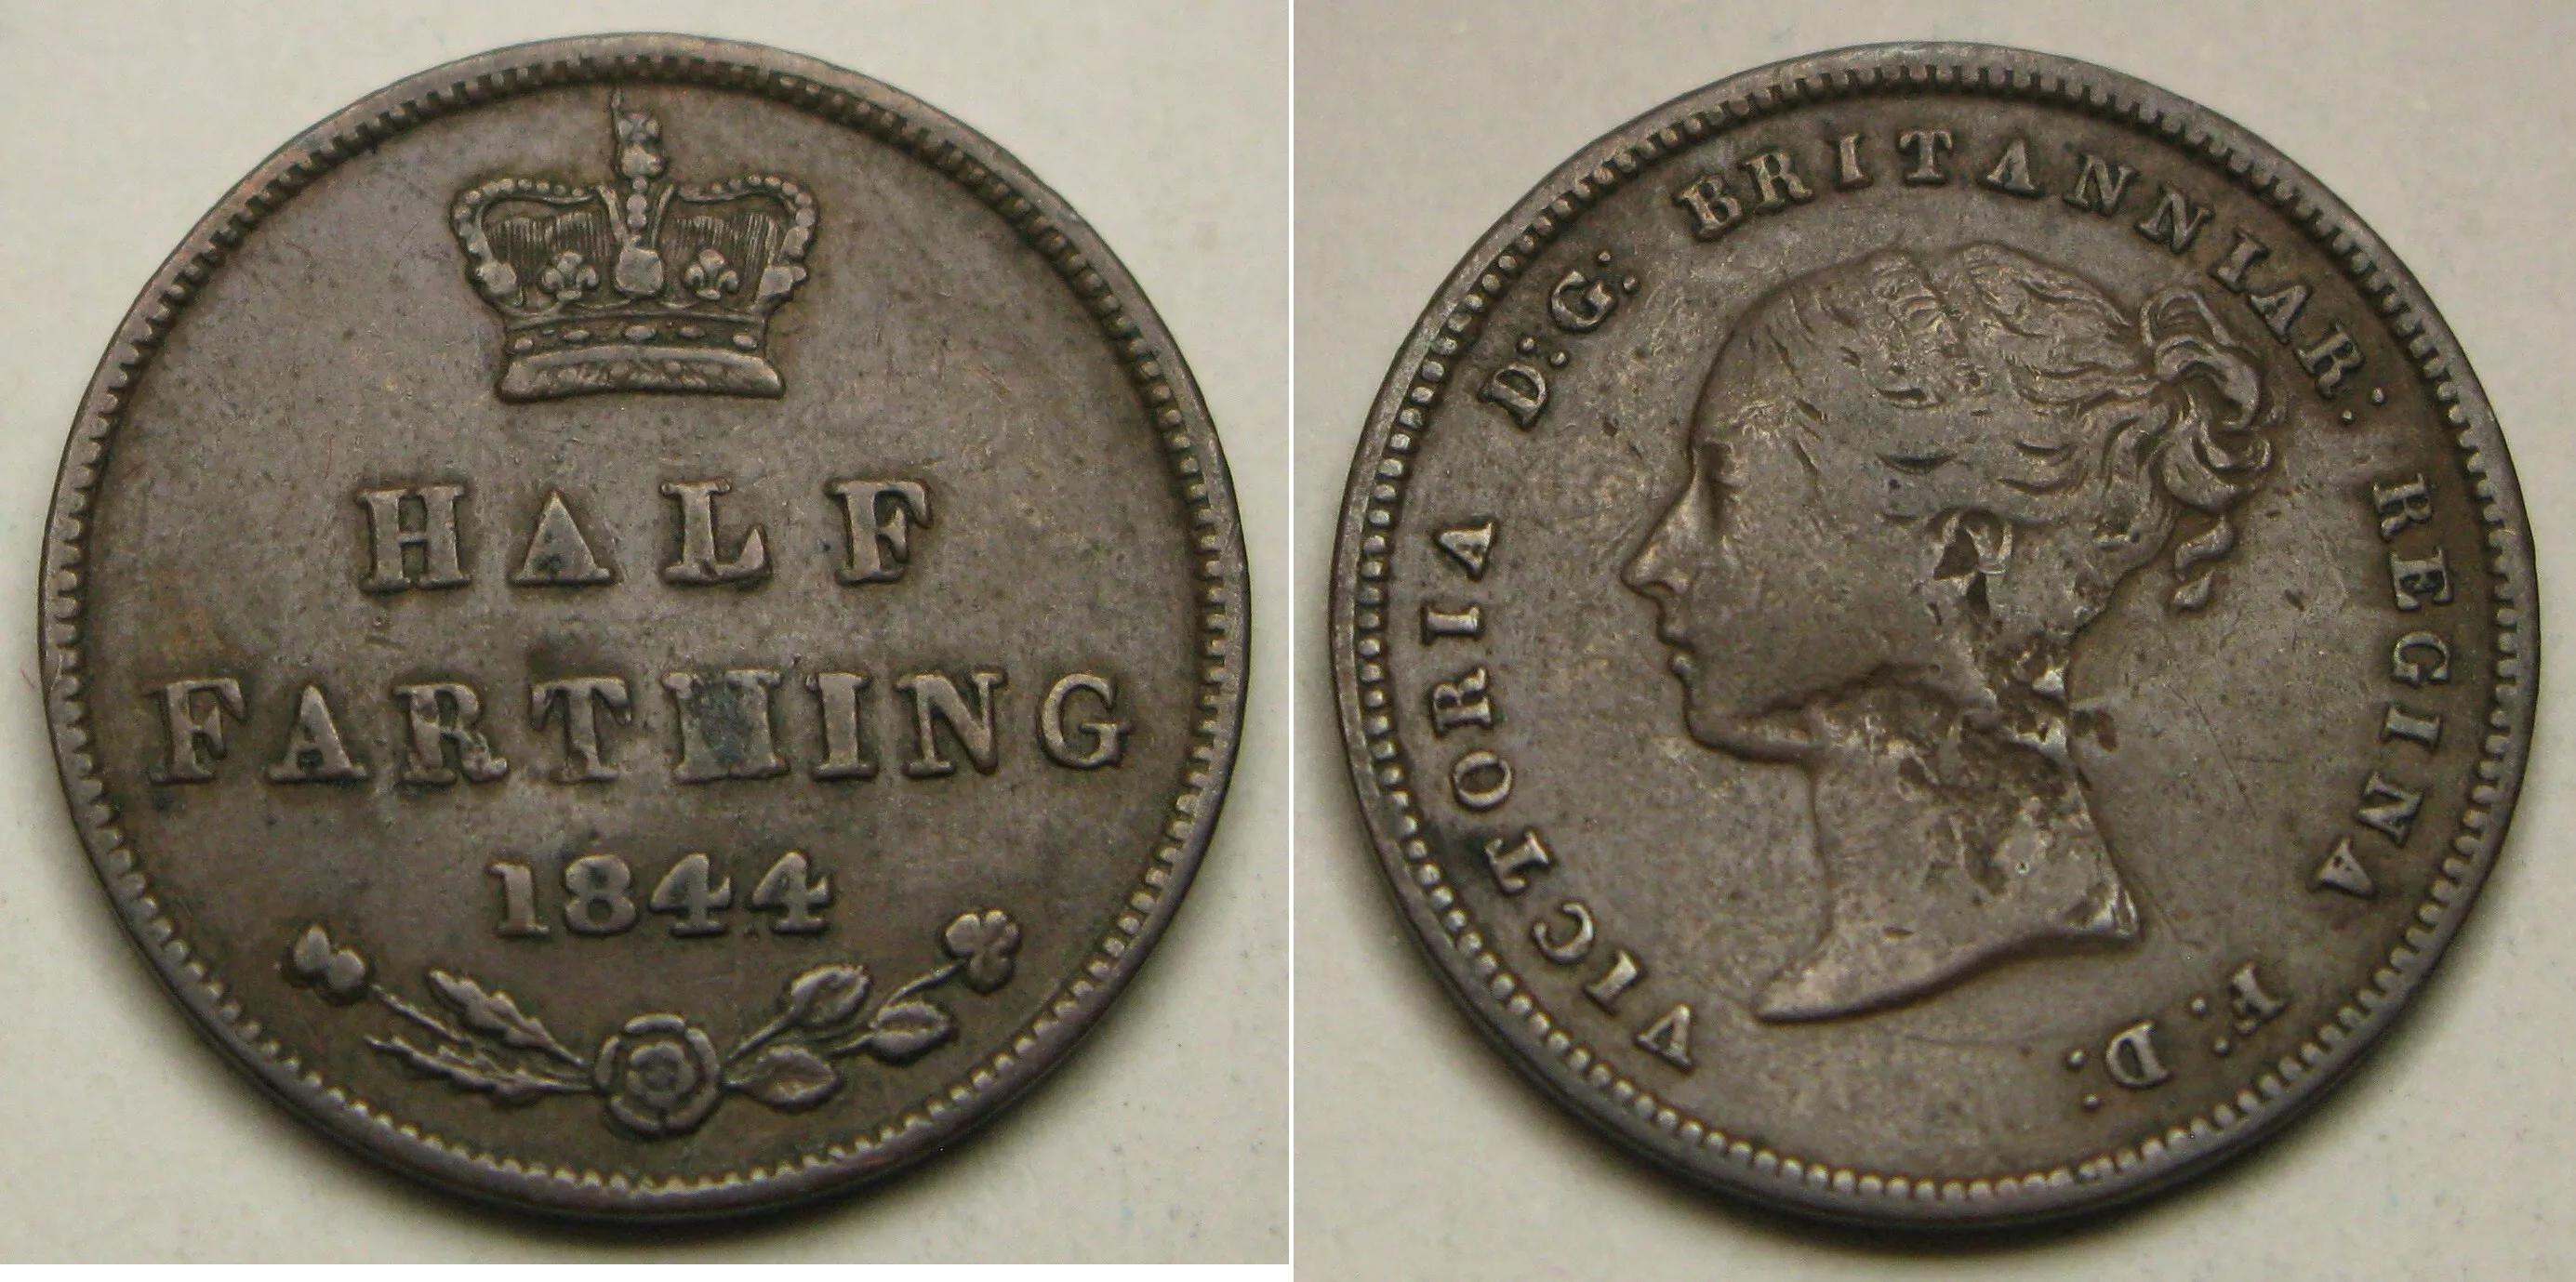 HALF
FARTHING
1844
VICTORIA D:G: BRITANNIAR: REGINA F:D: